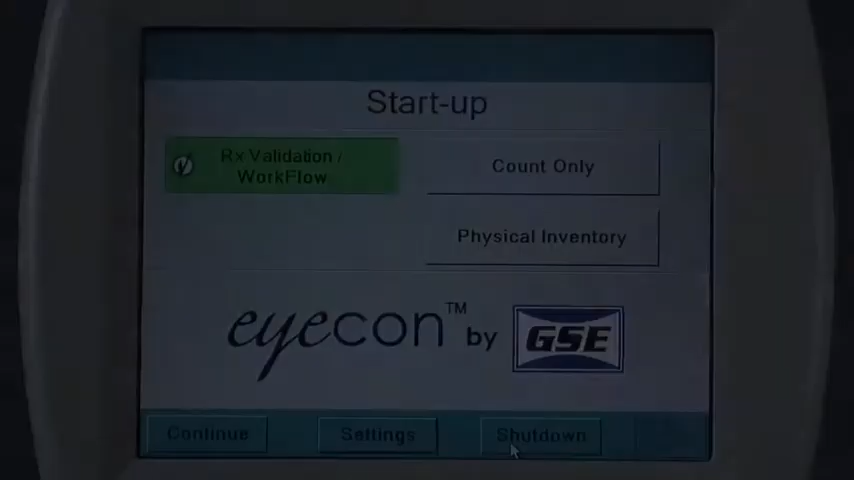 Start-up
Rx Validation /
WorkFlow
Count Only
Physical Inventory
eyecon™ by GSE
Continue
Settings
Shutdown